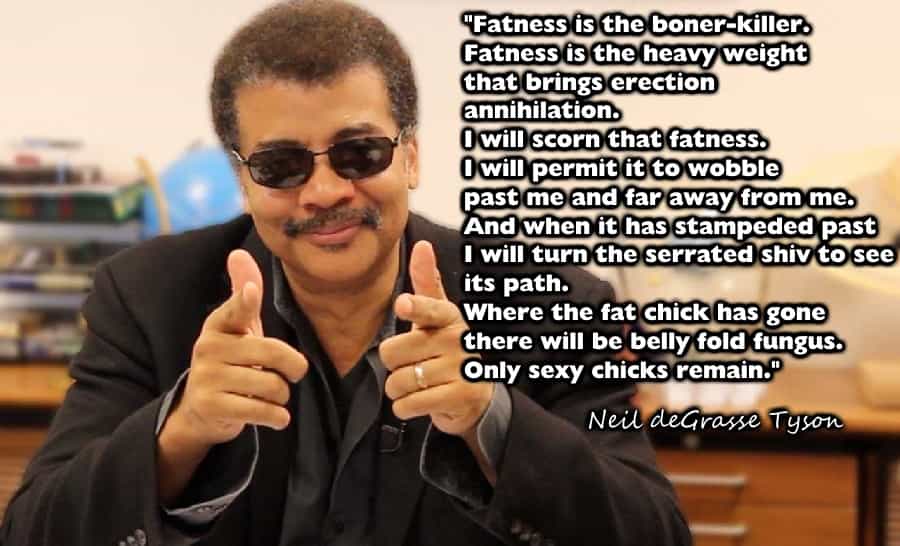 "Fatness is the boner-killer.
Fatness is the heavy weight
that brings erection
annihilation.
I will scorn that fatness.
I will permit it to wobble
past me and far away from me.
And when it has stampeded past
I will turn the serrated shiv to see
its path.
Where the fat chick has gone
there will be belly fold fungus.
Only sexy chicks remain."
Neil deGrasse Tyson